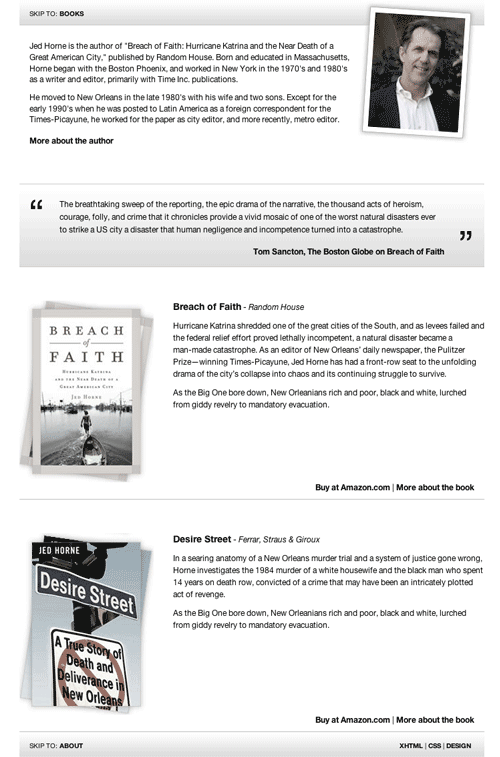 SKIP TO: BOOKS
Jed Horne is the author of "Breach of Faith: Hurricane Katrina and the Near Death of a
Great American City," published by Random House. Born and educated in Massachusetts,
Horne began with the Boston Phoenix, and worked in New York in the 1970's and 1980's
as a writer and editor, primarily with Time Inc. publications.
He moved to New Orleans in the late 1980's with his wife and two sons. Except for the
early 1990's when he was posted to Latin America as a foreign correspondent for the
Times-Picayune, he worked for the paper as city editor, and more recently, metro editor.
More about the author
“ The breathtaking sweep of the reporting, the epic drama of the narrative, the thousand acts of heroism,
courage, folly, and crime that it chronicles provide a vivid mosaic of one of the worst natural disasters ever
to strike a US city a disaster that human negligence and incompetence turned into a catastrophe. ”
Tom Sancton, The Boston Globe on Breach of Faith
BREACH
of
FAITH
HURRICANE KATRINA
AND THE NEAR DEATH OF A
GREAT AMERICAN CITY
JED HORNE
Breach of Faith - Random House
Hurricane Katrina shredded one of the great cities of the South, and as levees failed and
the federal relief effort proved lethally incompetent, a natural disaster became a
man-made catastrophe. As an editor of New Orleans' daily newspaper, the Pulitzer
Prize—winning Times-Picayune, Jed Horne has had a front-row seat to the unfolding
drama of the city's collapse into chaos and its continuing struggle to survive.
As the Big One bore down, New Orleanians rich and poor, black and white, lurched
from giddy revelry to mandatory evacuation.
Buy at Amazon.com | More about the book
JED HORNE
Desire Street
A True Story of
Death and
Deliverance in
New Orleans
Desire Street - Ferrar, Straus & Giroux
In a searing anatomy of a New Orleans murder trial and a system of justice gone wrong,
Horne investigates the 1984 murder of a white housewife and the black man who spent
14 years on death row, convicted of a crime that may have been an intricately plotted
act of revenge.
As the Big One bore down, New Orleanians rich and poor, black and white, lurched
from giddy revelry to mandatory evacuation.
Buy at Amazon.com | More about the book
SKIP TO: ABOUT
XHTML | CSS | DESIGN